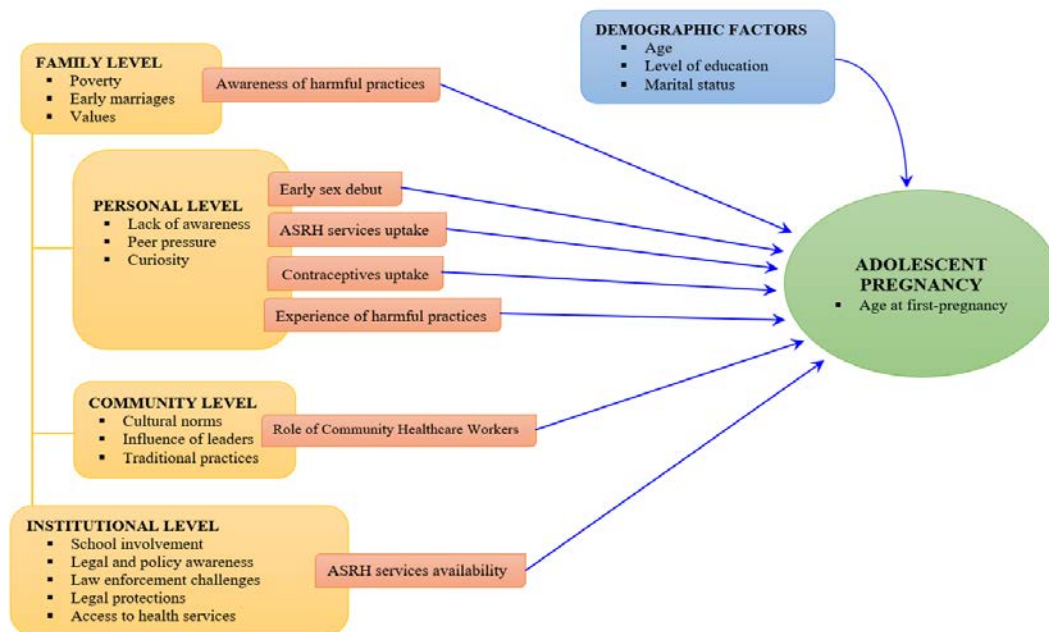 DEMOGRAPHIC FACTORS
▪ Age
▪ Level of education
▪ Marital status
FAMILY LEVEL
▪ Poverty
▪ Early marriages
▪ Values
Awareness of harmful practices
PERSONAL LEVEL
▪ Lack of awareness
▪ Peer pressure
▪ Curiosity
Early sex debut
ASRH services uptake
Contraceptives uptake
Experience of harmful practices
ADOLESCENT
PREGNANCY
▪ Age at first-pregnancy
COMMUNITY LEVEL
▪ Cultural norms
▪ Influence of leaders
▪ Traditional practices
Role of Community Healthcare Workers
INSTITUTIONAL LEVEL
▪ School involvement
▪ Legal and policy awareness
▪ Law enforcement challenges
▪ Legal protections
▪ Access to health services
ASRH services availability